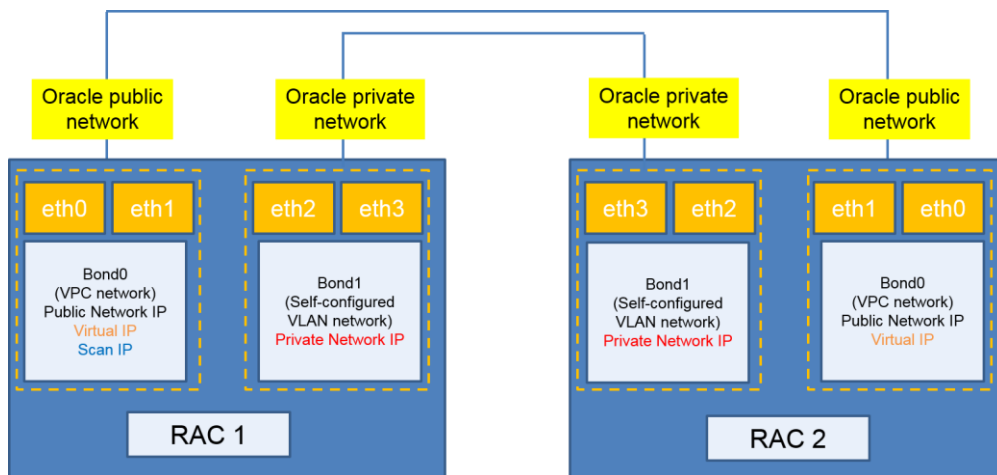 Oracle public
network
Oracle private
network
Oracle private
network
Oracle public
network
eth0
eth1
eth2
eth3
eth3
eth2
eth1
eth0
Bond0
(VPC network)
Public Network IP
Virtual IP
Scan IP
Bond1
(Self-configured
VLAN network)
Private Network IP
Bond1
(Self-configured
VLAN network)
Private Network IP
Bond0
(VPC network)
Public Network IP
Virtual IP
RAC 1
RAC 2